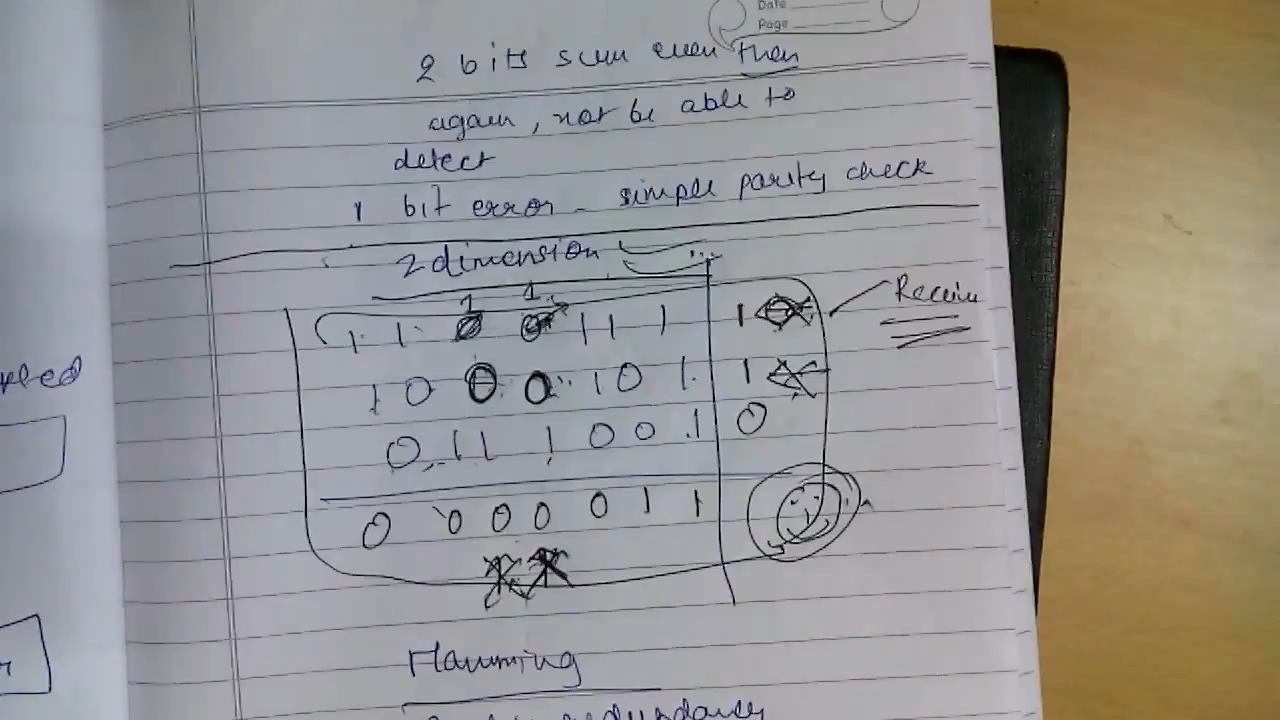 Date
Page
2 bits sum even then
again, not be able to
detect
1 bit error - simple parity check
2 dimension
1 1
1 1 0 0 1 1 1 1
Receive
1 0 0 0 1 0 1 1
0 1 1 1 0 0 1 0
0 0 0 0 0 1 1
Hamming
redundancy